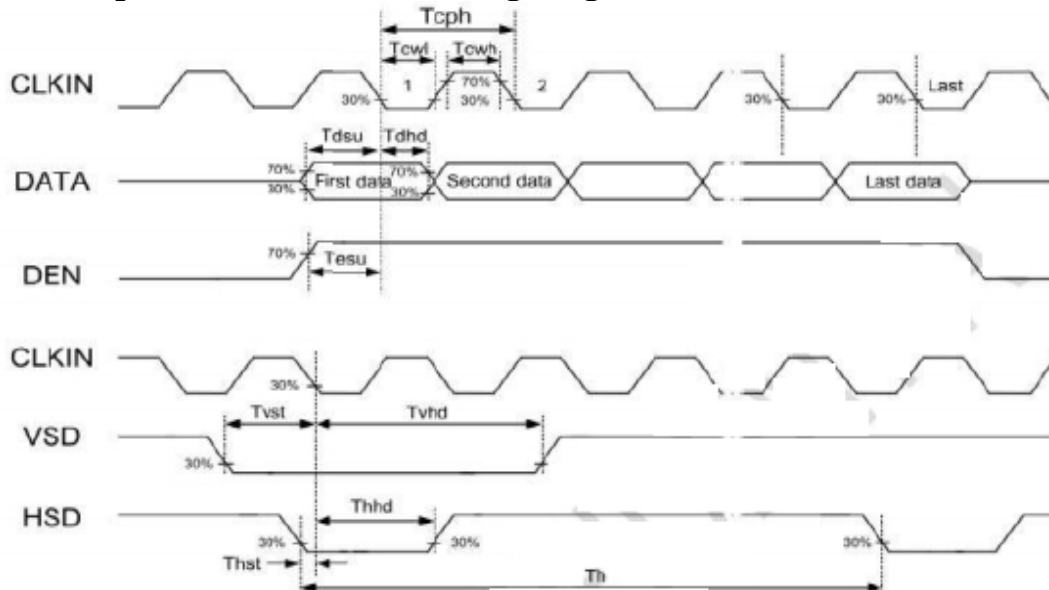 Tcph
Tcwl Tcwh
CLKIN 30% 1 70% 30% 2 30% 30% Last
Tdsu Tdhd
DATA 70% 30% First data 70% 30% Second data Last data
70%
DEN Tesu
CLKIN 30%
Tvst Tvhd
VSD 30%
HSD Thhd
30% 30% 30%
Thst Th